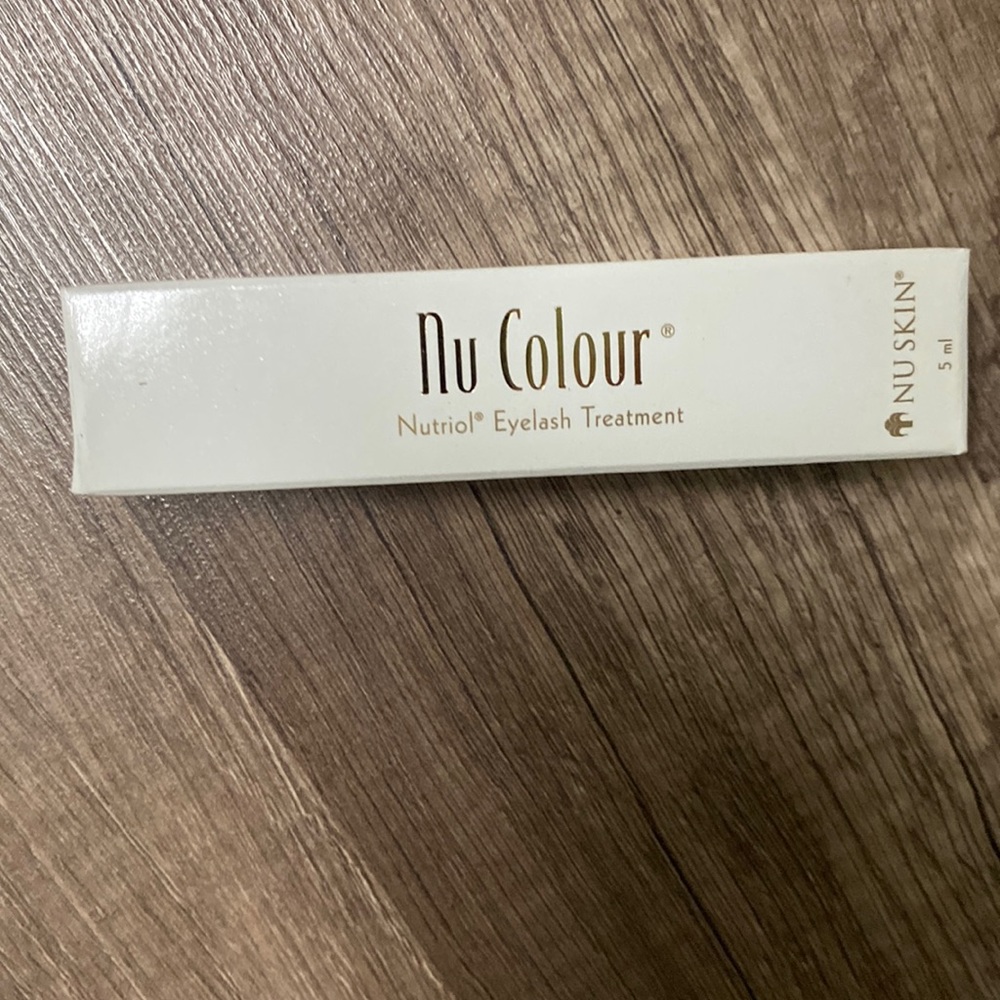 Nu Colour®
Nutriol® Eyelash Treatment
NU SKIN®
5 ml